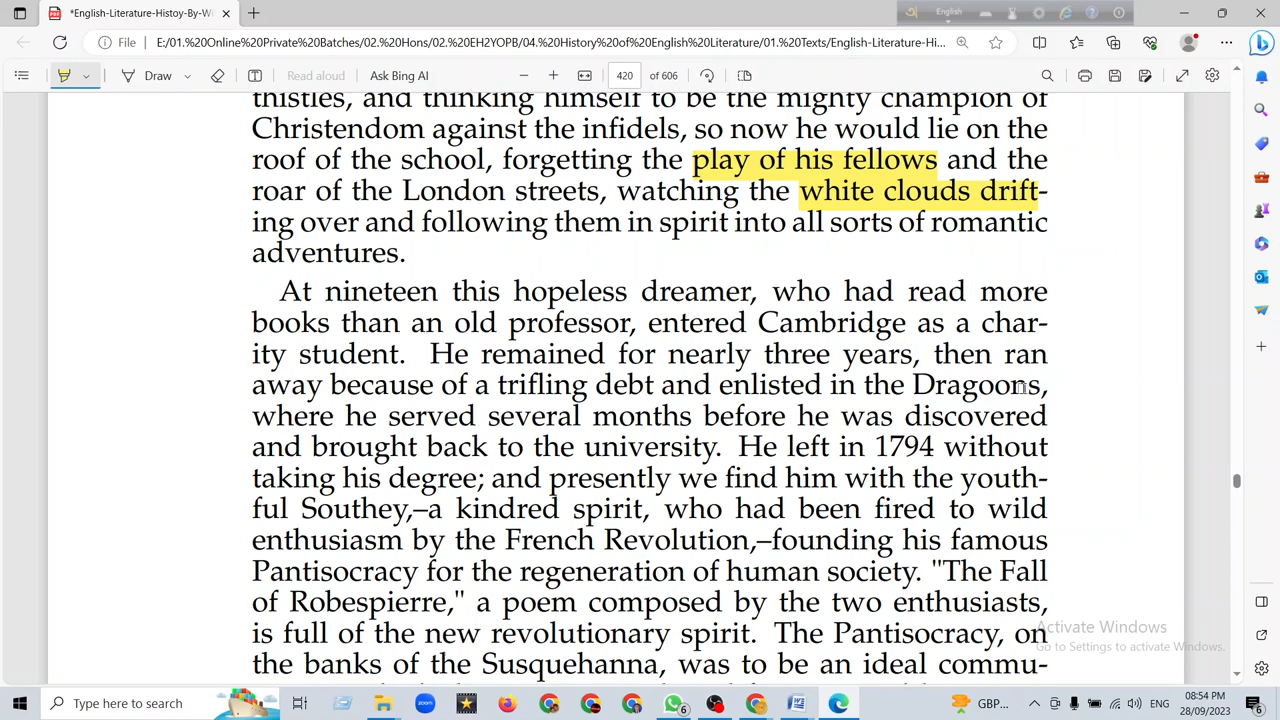 *English-Literature-Histoy-By-Wi
English
File
E:/01.%20Online%20Private%20Batches/02.%20Hons/02.%20EH2YOPB/04.%20History%20of%20English%20Literature/01.%20Texts/English-Literature-Hi...
Draw
Read aloud
Ask Bing AI
420 of 606
thistles, and thinking himself to be the mighty champion of
Christendom against the infidels, so now he would lie on the
roof of the school, forgetting the play of his fellows and the
roar of the London streets, watching the white clouds drift-
ing over and following them in spirit into all sorts of romantic
adventures.
At nineteen this hopeless dreamer, who had read more
books than an old professor, entered Cambridge as a char-
ity student. He remained for nearly three years, then ran
away because of a trifling debt and enlisted in the Dragoons,
where he served several months before he was discovered
and brought back to the university. He left in 1794 without
taking his degree; and presently we find him with the youth-
ful Southey,–a kindred spirit, who had been fired to wild
enthusiasm by the French Revolution,–founding his famous
Pantisocracy for the regeneration of human society. "The Fall
of Robespierre," a poem composed by the two enthusiasts,
is full of the new revolutionary spirit. The Pantisocracy, on
the banks of the Susquehanna, was to be an ideal commu-
Activate Windows
Go to Settings to activate Windows.
Type here to search
zoom
6
GBP...
ENG
08:54 PM
28/09/2023
6